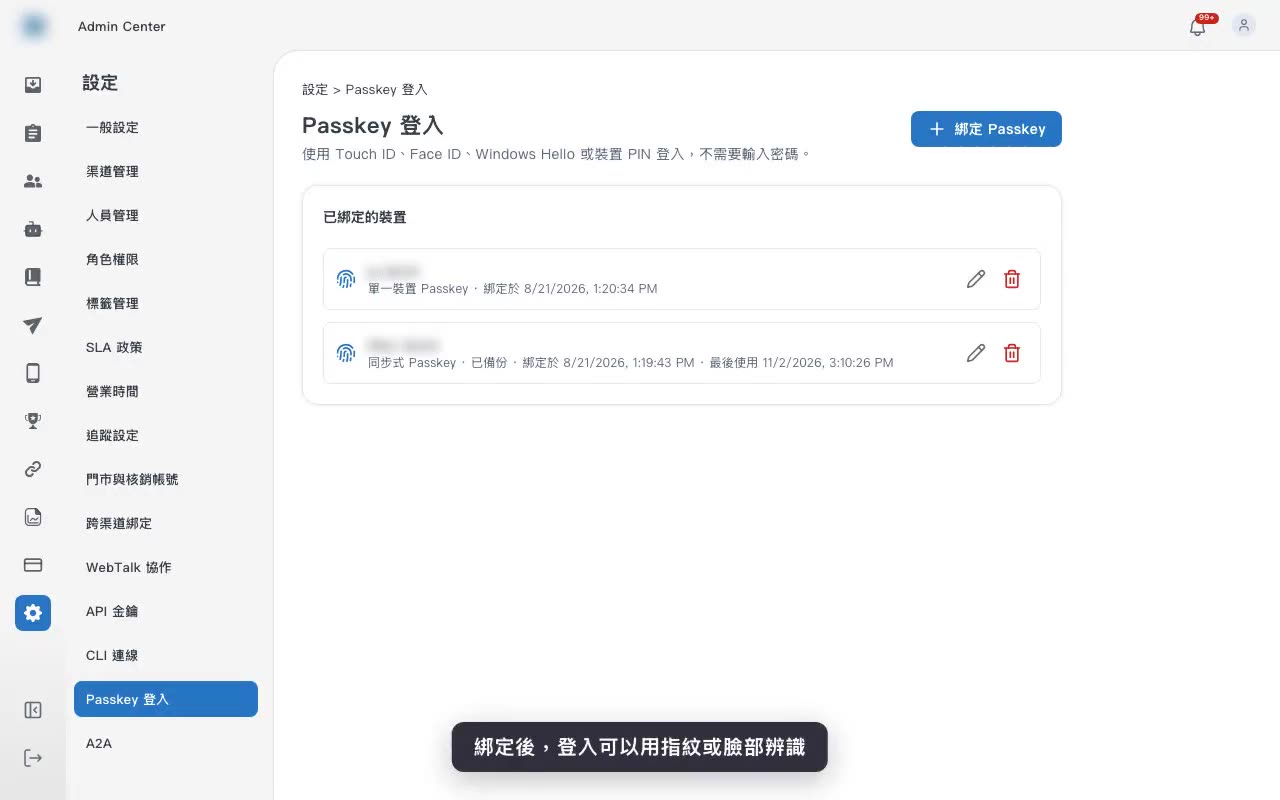 Admin Center
99+
設定
一般設定
渠道管理
人員管理
角色權限
標籤管理
SLA 政策
營業時間
追蹤設定
門市與核銷帳號
跨渠道綁定
WebTalk 協作
API 金鑰
CLI 連線
Passkey 登入
A2A
設定 > Passkey 登入
Passkey 登入
使用 Touch ID、Face ID、Windows Hello 或裝置 PIN 登入，不需要輸入密碼。
綁定 Passkey
已綁定的裝置
單一裝置 Passkey · 綁定於 8/21/2026, 1:20:34 PM
同步式 Passkey · 已備份 · 綁定於 8/21/2026, 1:19:43 PM · 最後使用 11/2/2026, 3:10:26 PM
綁定後，登入可以用指紋或臉部辨識